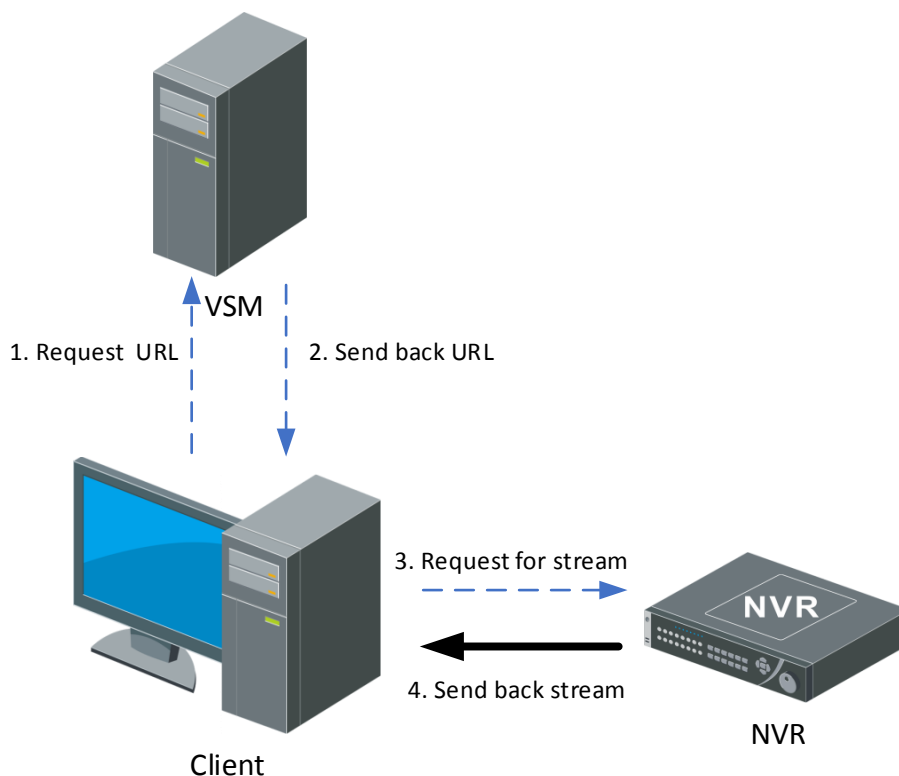 VSM
1. Request URL
2. Send back URL
3. Request for stream
NVR
4. Send back stream
NVR
Client